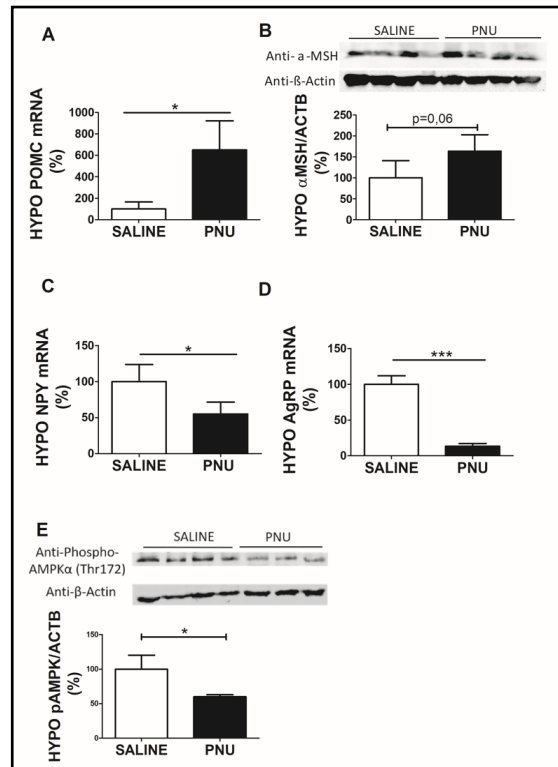 A
*
HYPO POMC mRNA
(%)
1000
800
600
400
200
0
SALINE PNU
B
SALINE PNU
Anti- a -MSH
Anti-ß-Actin
p=0,06
HYPO αMSH/ACTB
(%)
250
200
150
100
50
0
SALINE PNU
C
*
HYPO NPY mRNA
(%)
150
100
50
0
SALINE PNU
D
***
HYPO AgRP mRNA
(%)
150
100
50
0
SALINE PNU
E
SALINE PNU
Anti-Phospho-
AMPKα (Thr172)
Anti-β-Actin
*
HYPO pAMPK/ACTB
(%)
150
100
50
0
SALINE PNU